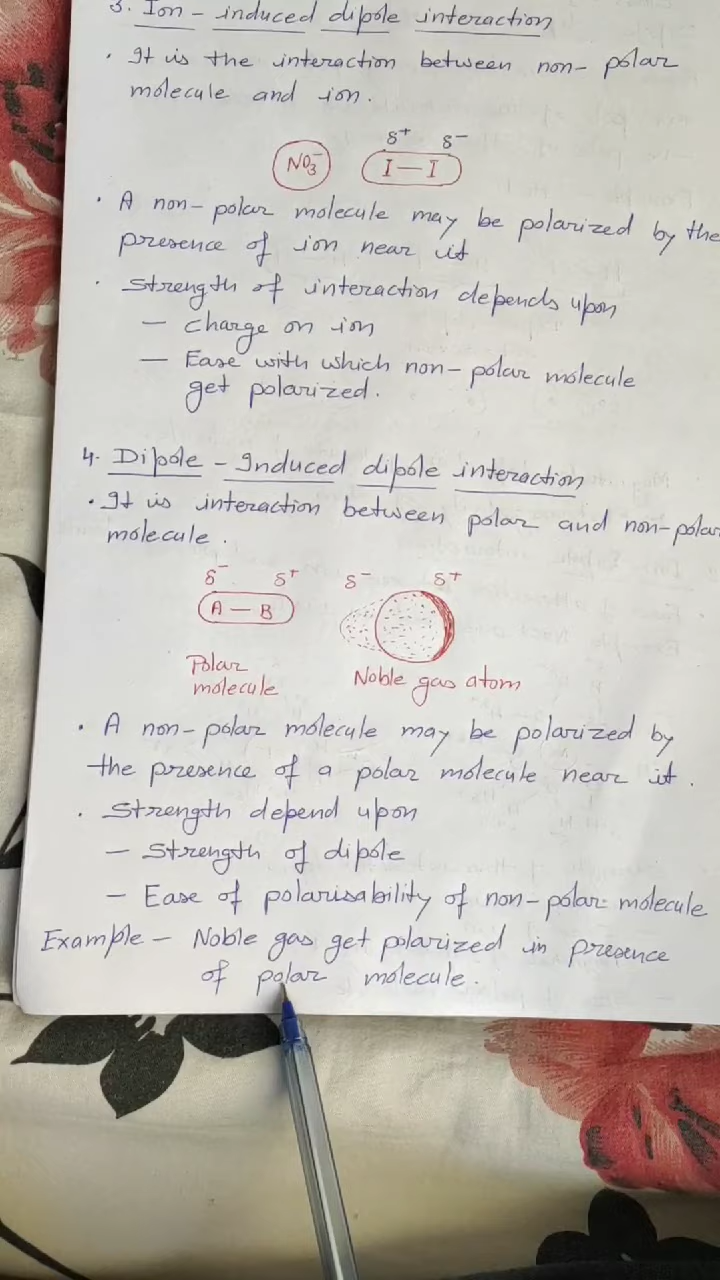 3. Ion - induced dipole interaction
· It is the interaction between non-polar
molecule and ion.
δ+ δ-
NO3- I—I
· A non-polar molecule may be polarized by the
presence of ion near it
· Strength of interaction depends upon
— Charge on ion
— Ease with which non-polar molecule
get polarized.
4. Dipole - Induced dipole interaction
· It is interaction between polar and non-polar
molecule.
δ- δ+ δ- δ+
A — B
Polar
molecule
Noble gas atom
· A non-polar molecule may be polarized by
the presence of a polar molecule near it.
· Strength depend upon
— Strength of dipole
— Ease of polarisability of non-polar molecule
Example — Noble gas get polarized in presence
of polar molecule.